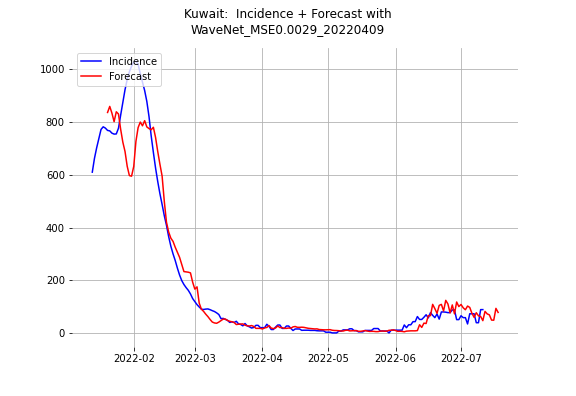 Kuwait:  Incidence + Forecast with
WaveNet_MSE0.0029_20220409
Incidence
Forecast
1000
800
600
400
200
0
2022-02 2022-03 2022-04 2022-05 2022-06 2022-07